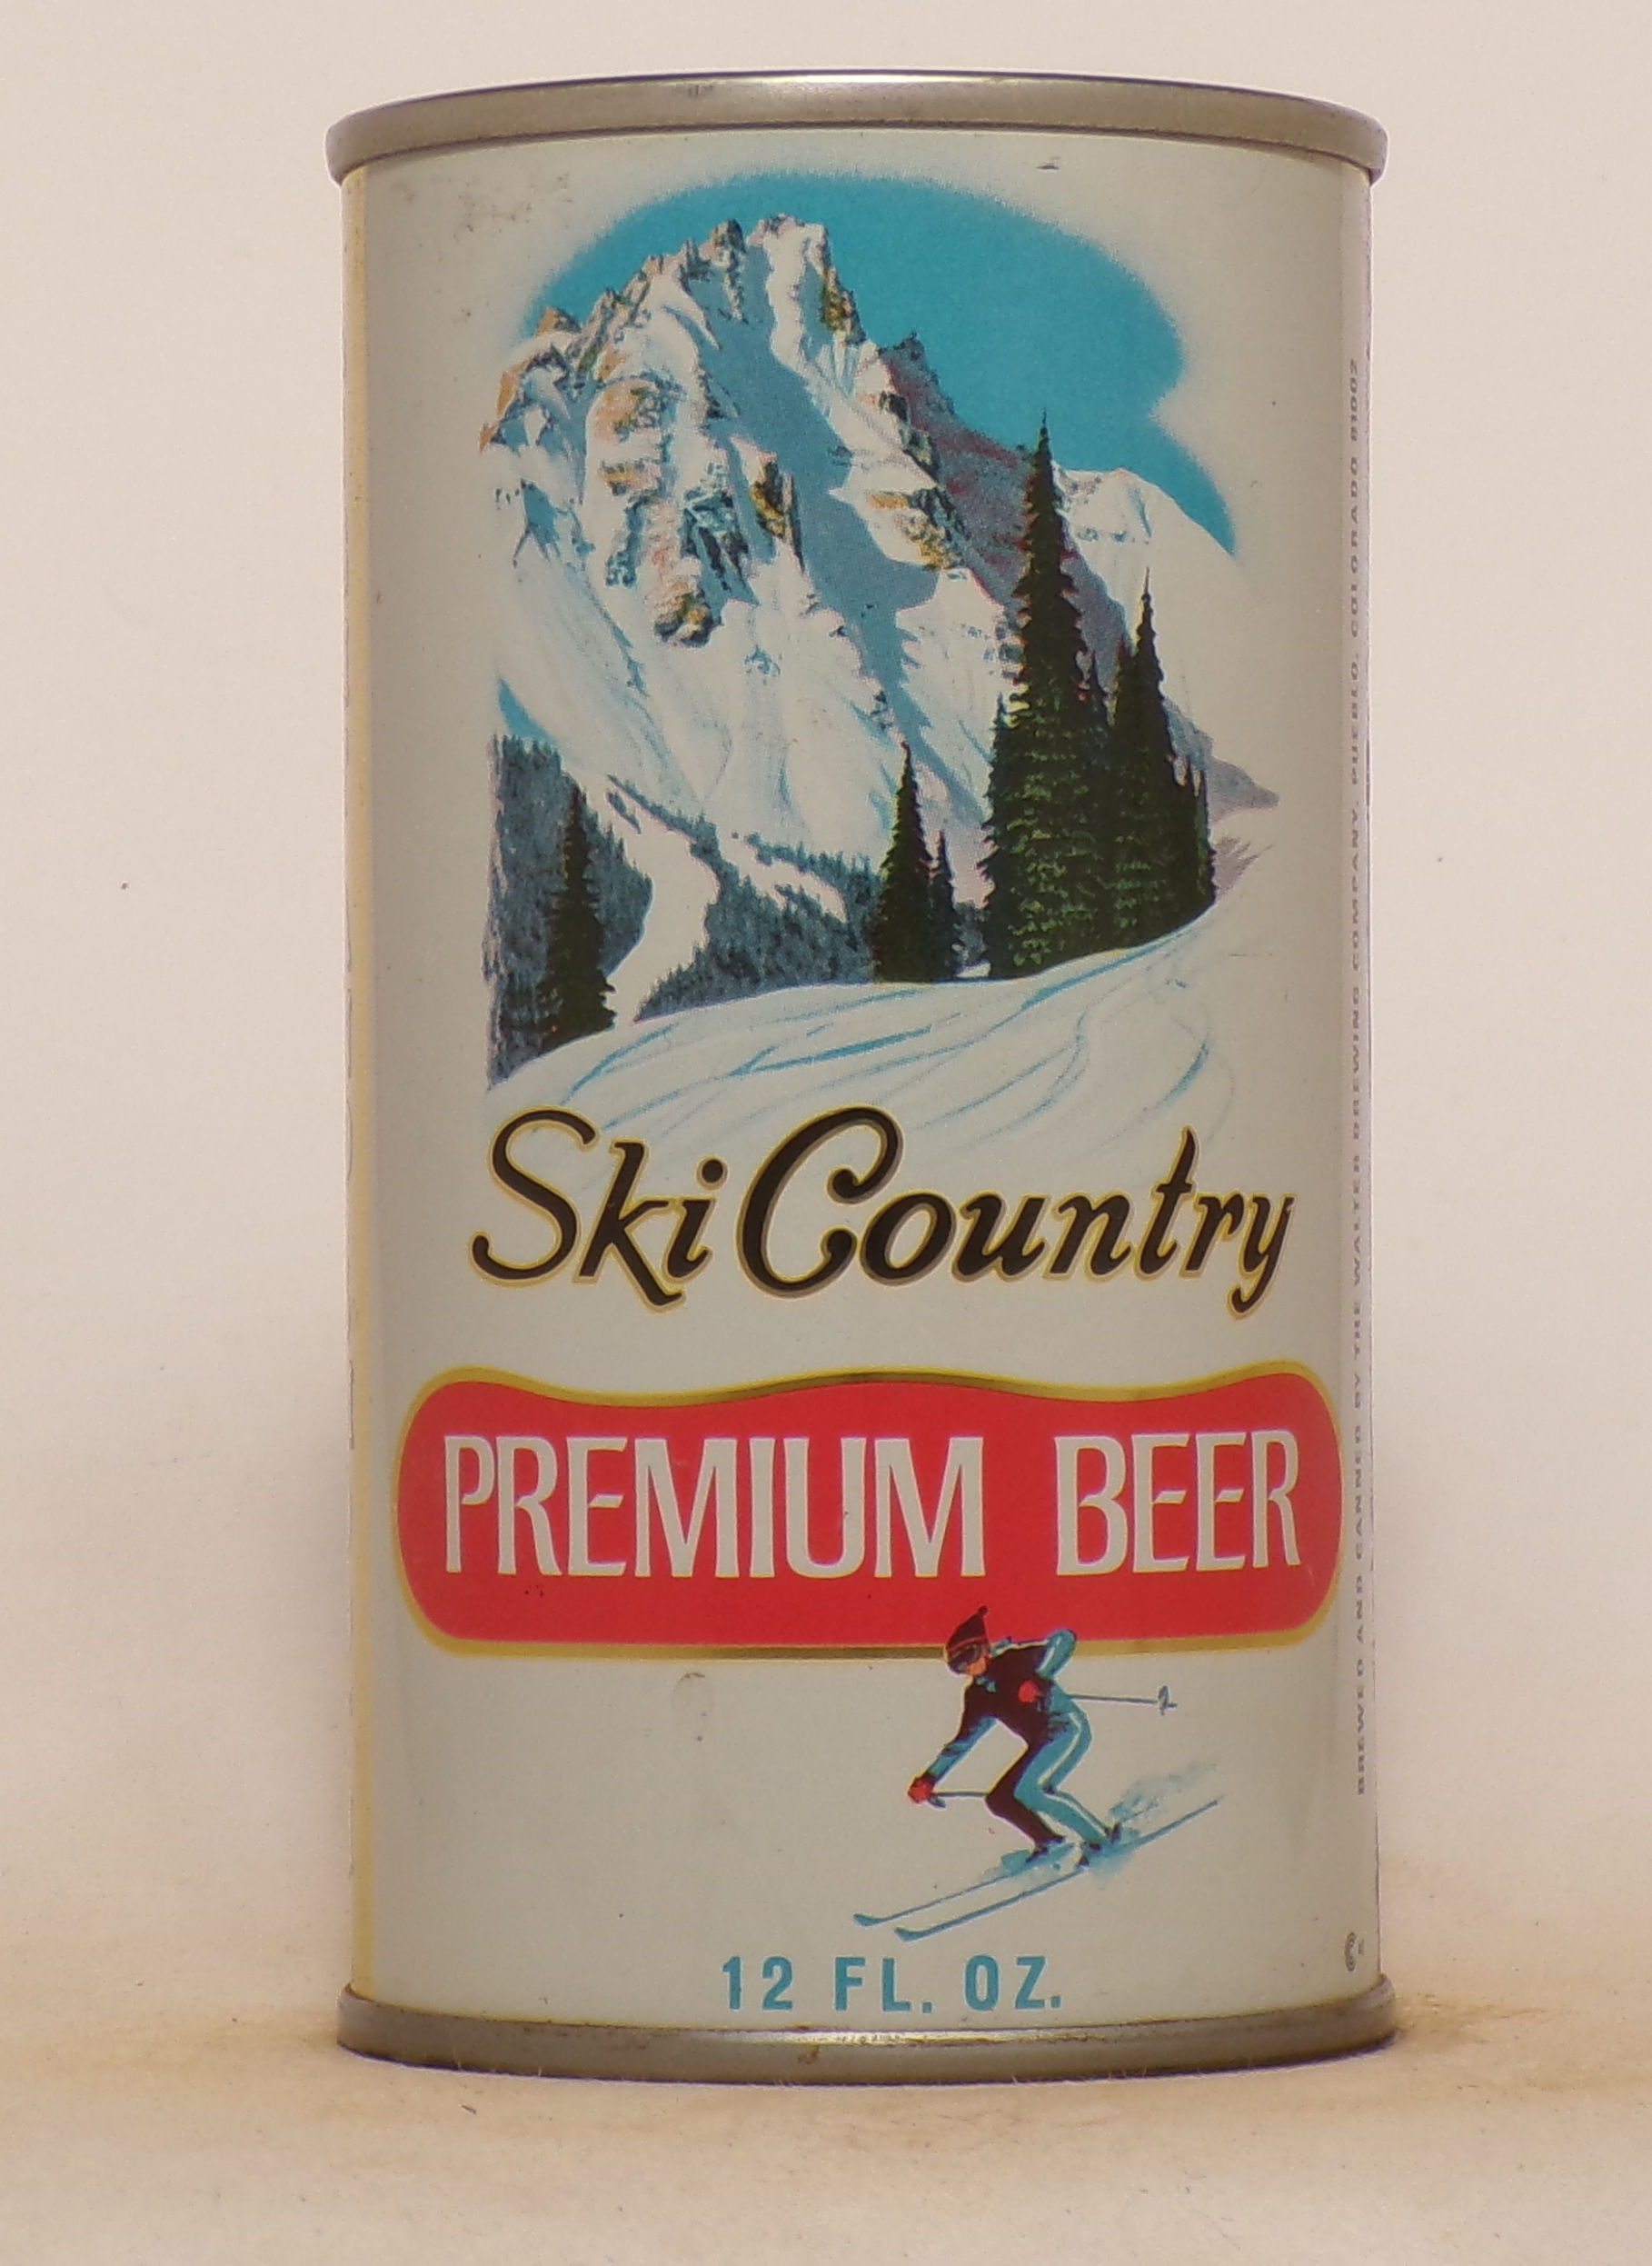 Ski Country
PREMIUM BEER
12 FL. OZ.
BREWED AND CANNED BY THE WALTER BREWING COMPANY, PUEBLO, COLORADO 81002